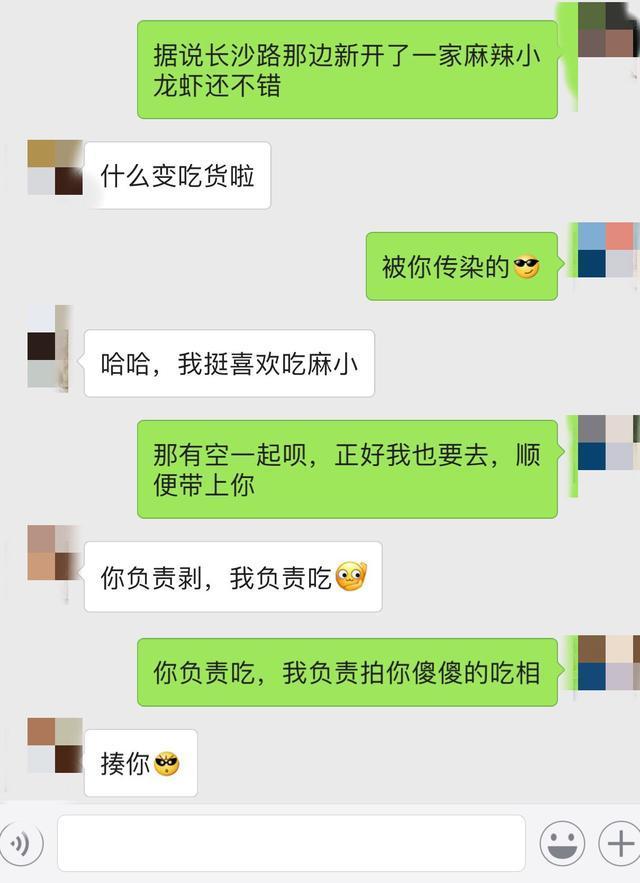 据说长沙路那边新开了一家麻辣小
龙虾还不错
什么变吃货啦
被你传染的
哈哈，我挺喜欢吃麻小
那有空一起呗，正好我也要去，顺
便带上你
你负责剥，我负责吃
你负责吃，我负责拍你傻傻的吃相
揍你